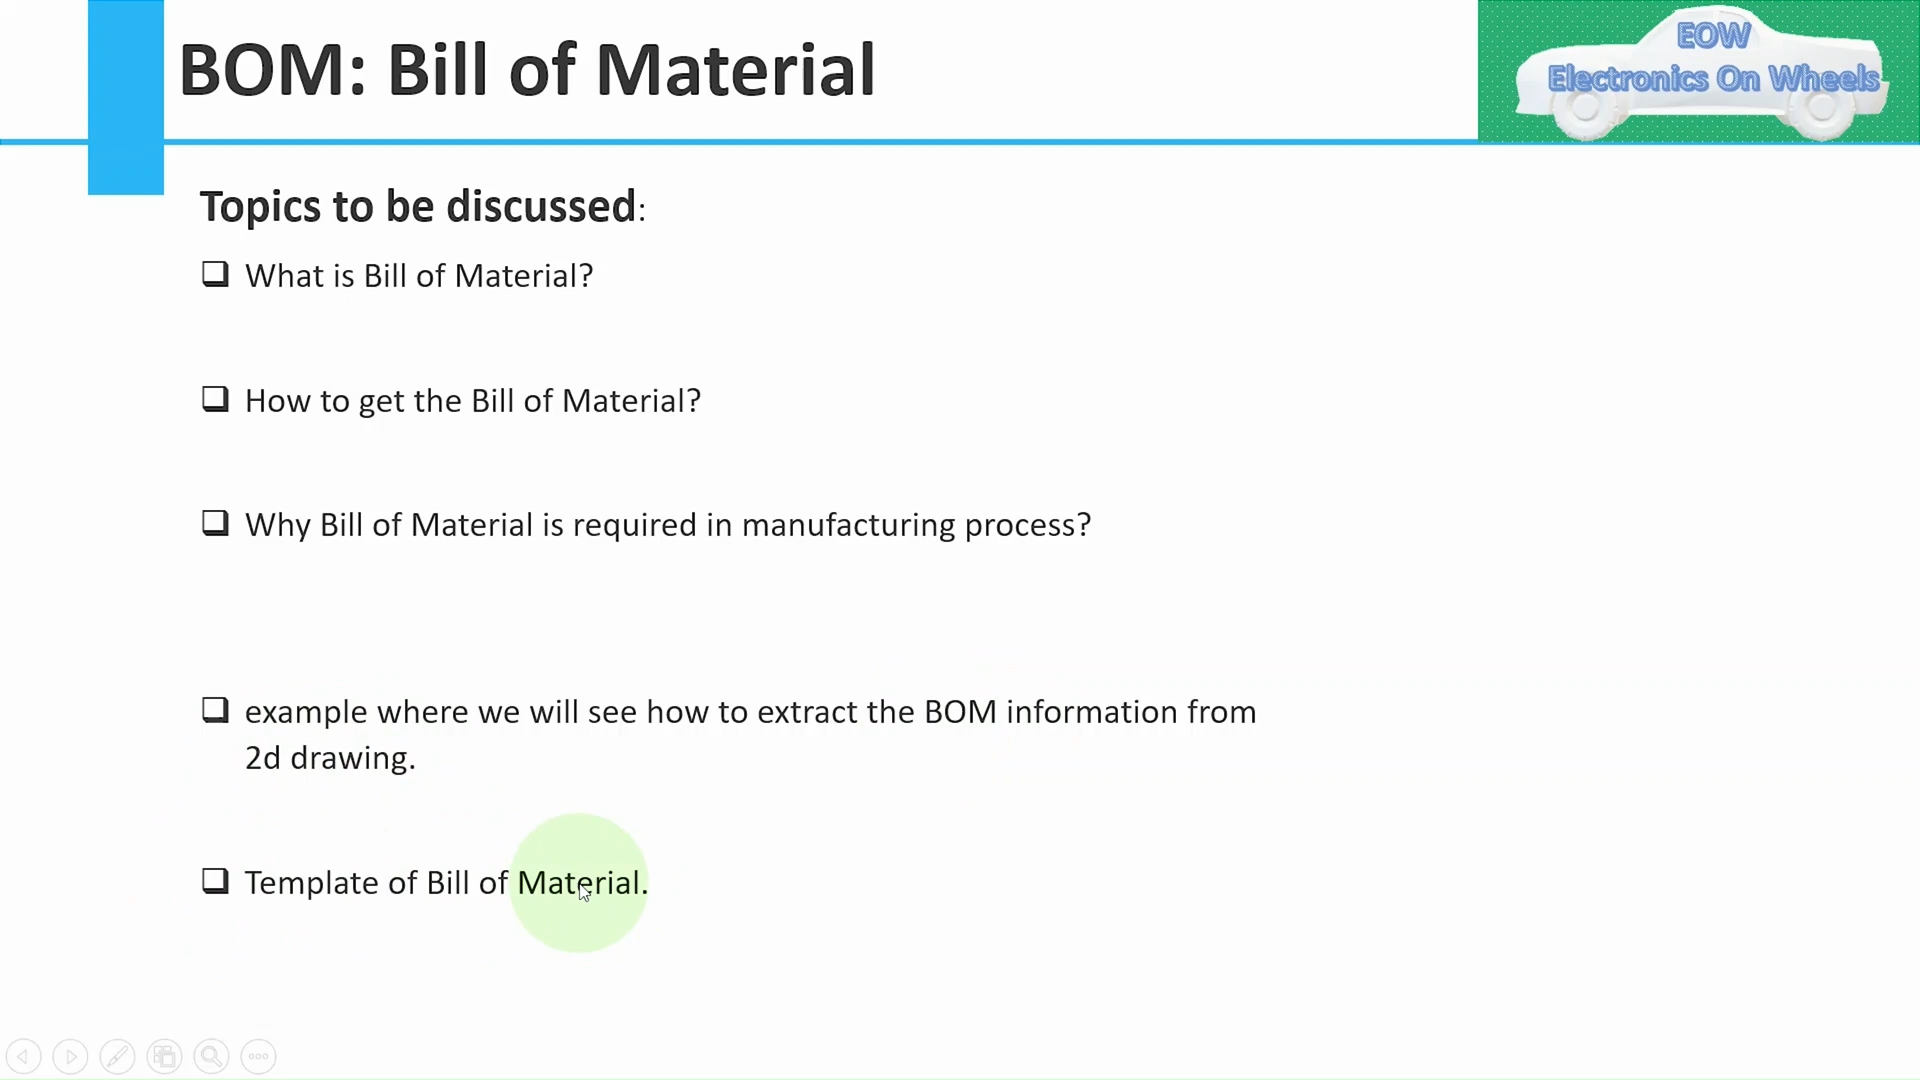 BOM: Bill of Material
EOW
Electronics On Wheels
Topics to be discussed:
What is Bill of Material?
How to get the Bill of Material?
Why Bill of Material is required in manufacturing process?
example where we will see how to extract the BOM information from
2d drawing.
Template of Bill of Material.